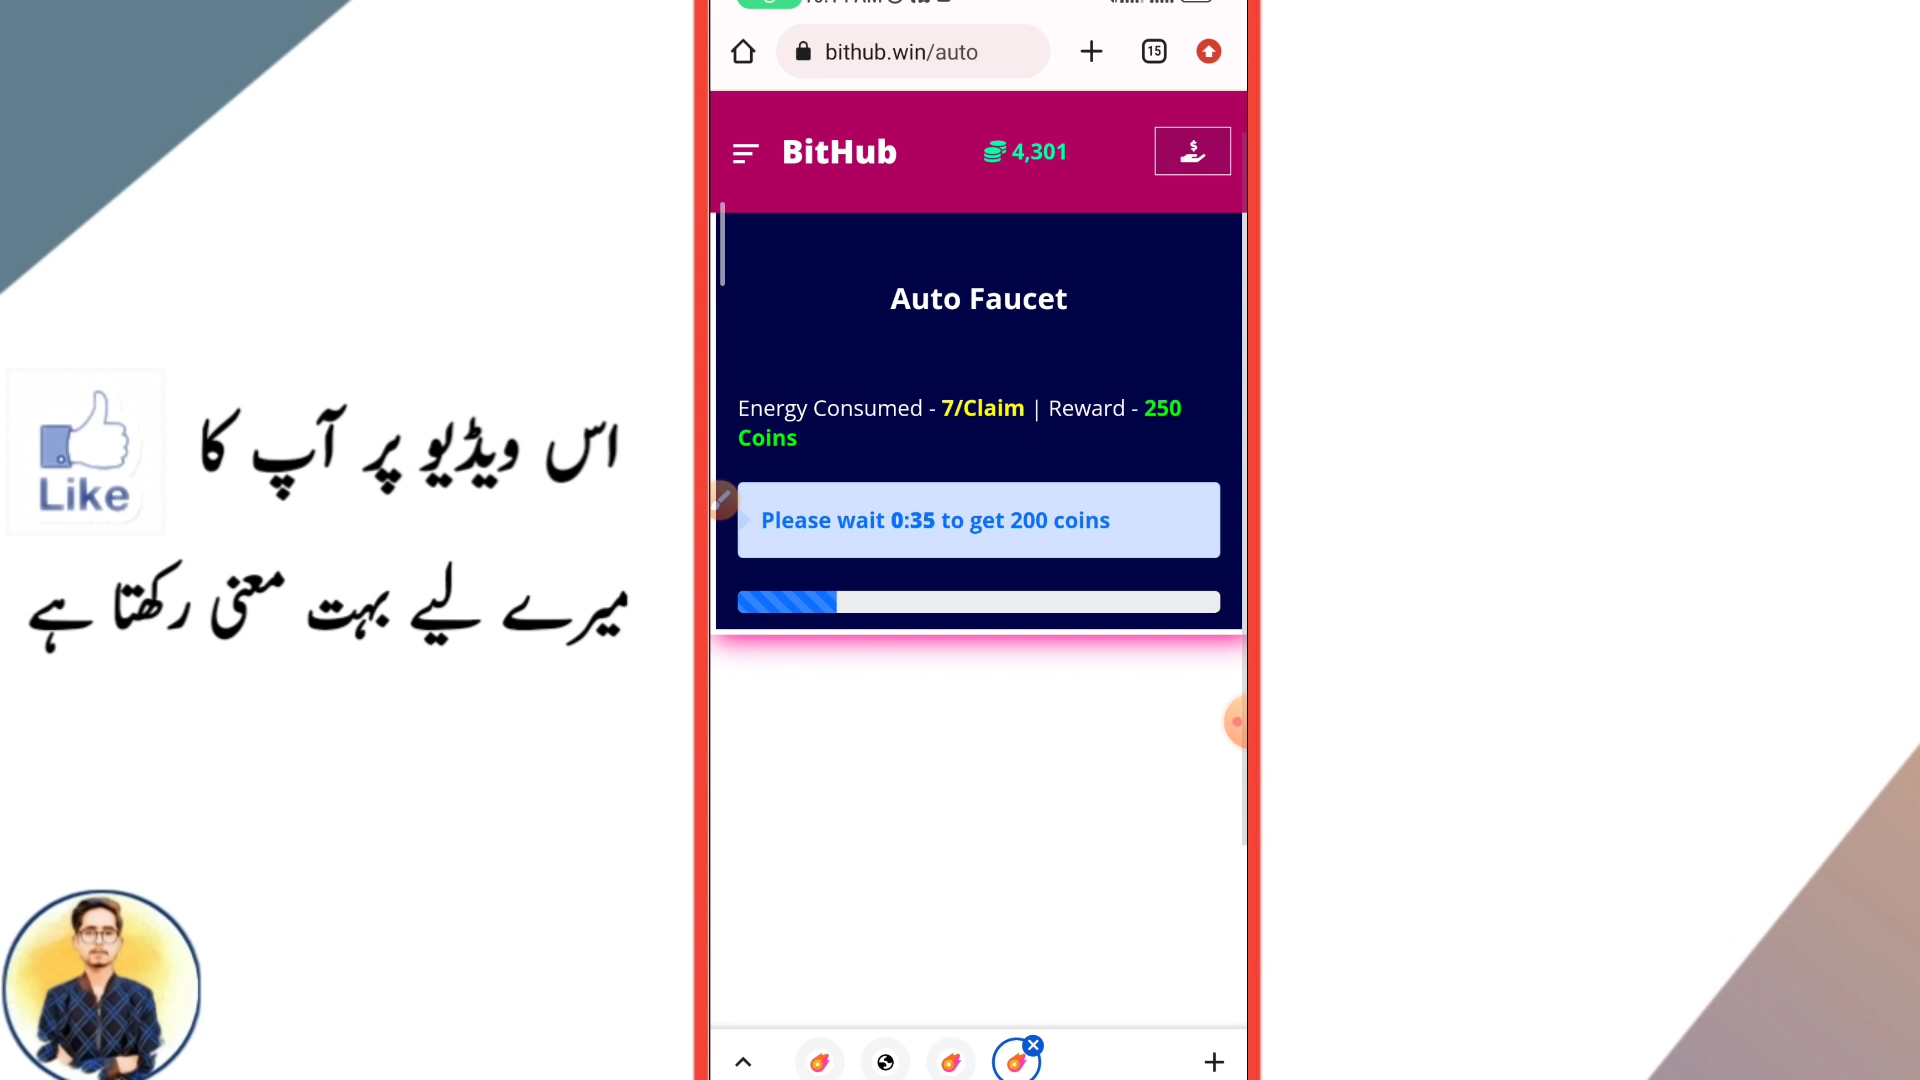 bithub.win/auto
15
BitHub
4,301
Auto Faucet
Energy Consumed - 7/Claim | Reward - 250
Coins
Please wait 0:35 to get 200 coins
اس ویڈیو پر آپ کا
Like
میرے لیے بہت معنی رکھتا ہے